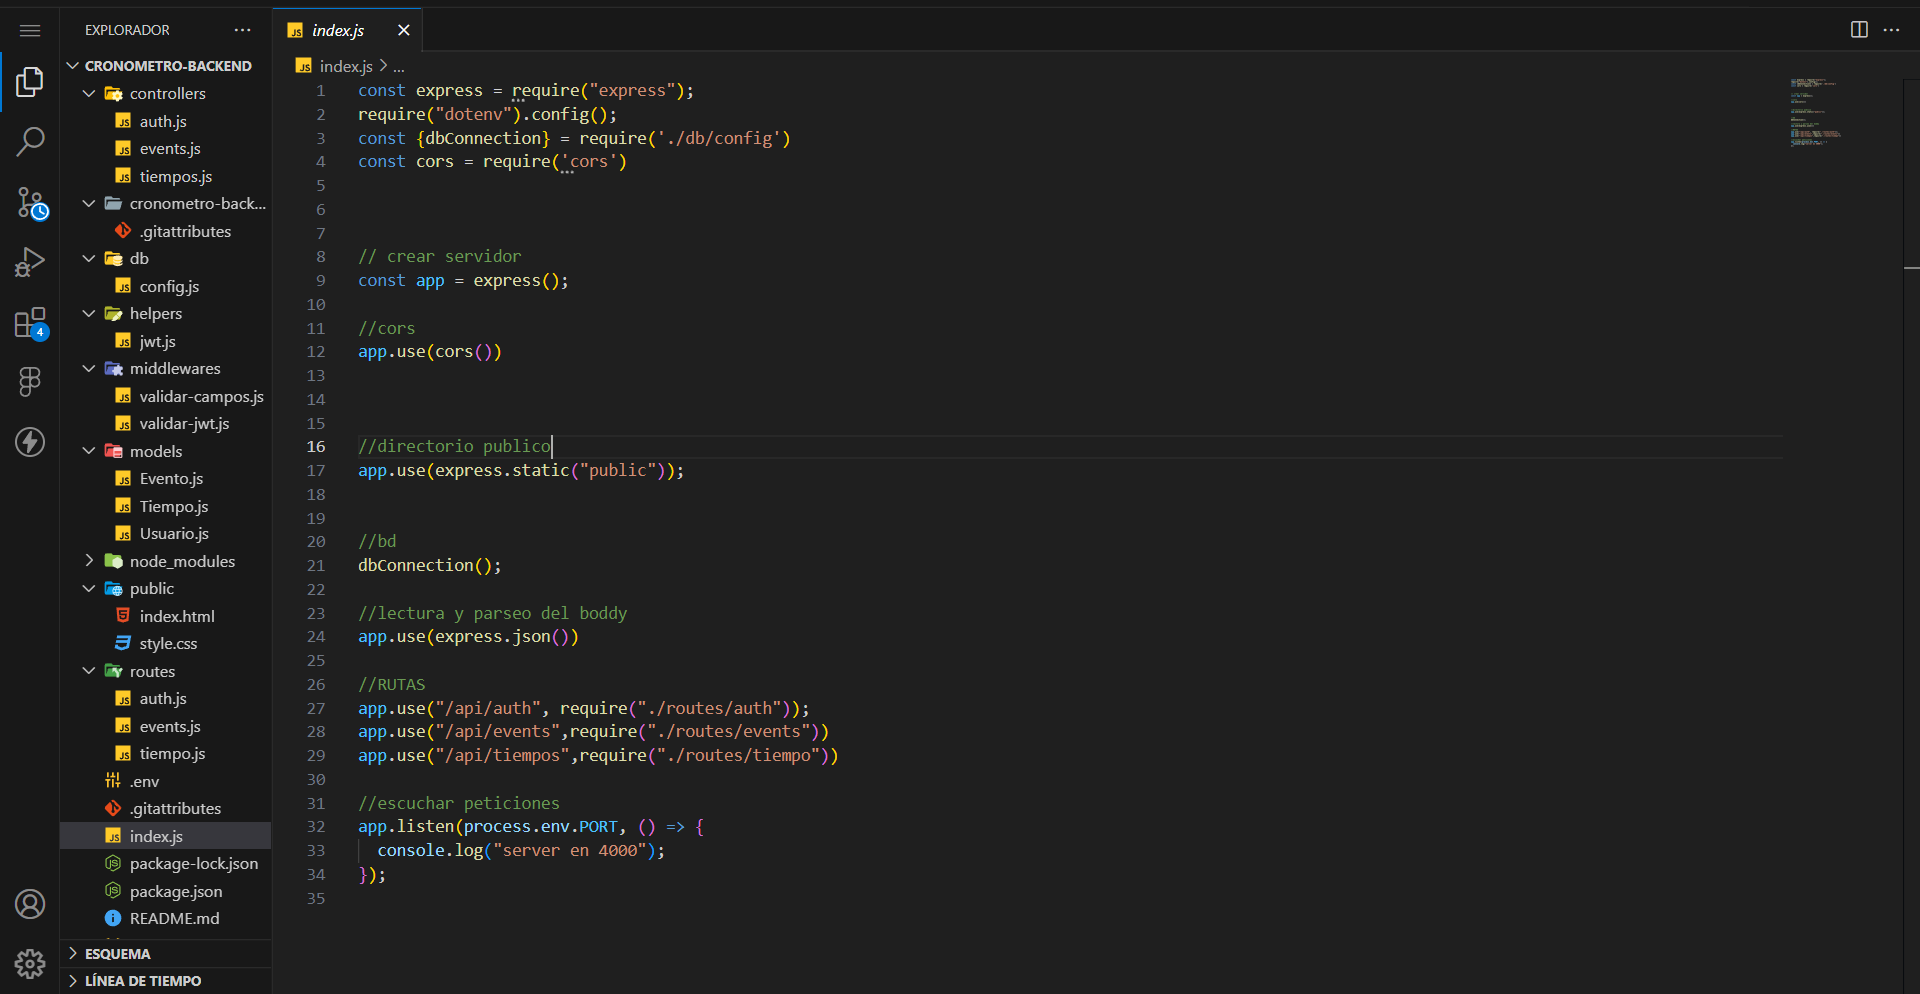 EXPLORADOR
CRONOMETRO-BACKEND
controllers
auth.js
events.js
tiempos.js
cronometro-back...
.gitattributes
db
config.js
helpers
jwt.js
middlewares
validar-campos.js
validar-jwt.js
models
Evento.js
Tiempo.js
Usuario.js
node_modules
public
index.html
style.css
routes
auth.js
events.js
tiempo.js
.env
.gitattributes
index.js
package-lock.json
package.json
README.md
ESQUEMA
LÍNEA DE TIEMPO
4
index.js
index.js > ...
1 const express = require("express");
2 require("dotenv").config();
3 const {dbConnection} = require('./db/config')
4 const cors = require('cors')
5
6
7
8 // crear servidor
9 const app = express();
10
11 //cors
12 app.use(cors())
13
14
15
16 //directorio publico
17 app.use(express.static("public"));
18
19
20 //bd
21 dbConnection();
22
23 //lectura y parseo del boddy
24 app.use(express.json())
25
26 //RUTAS
27 app.use("/api/auth", require("./routes/auth"));
28 app.use("/api/events",require("./routes/events"))
29 app.use("/api/tiempos",require("./routes/tiempo"))
30
31 //escuchar peticiones
32 app.listen(process.env.PORT, () => {
33 console.log("server en 4000");
34 });
35